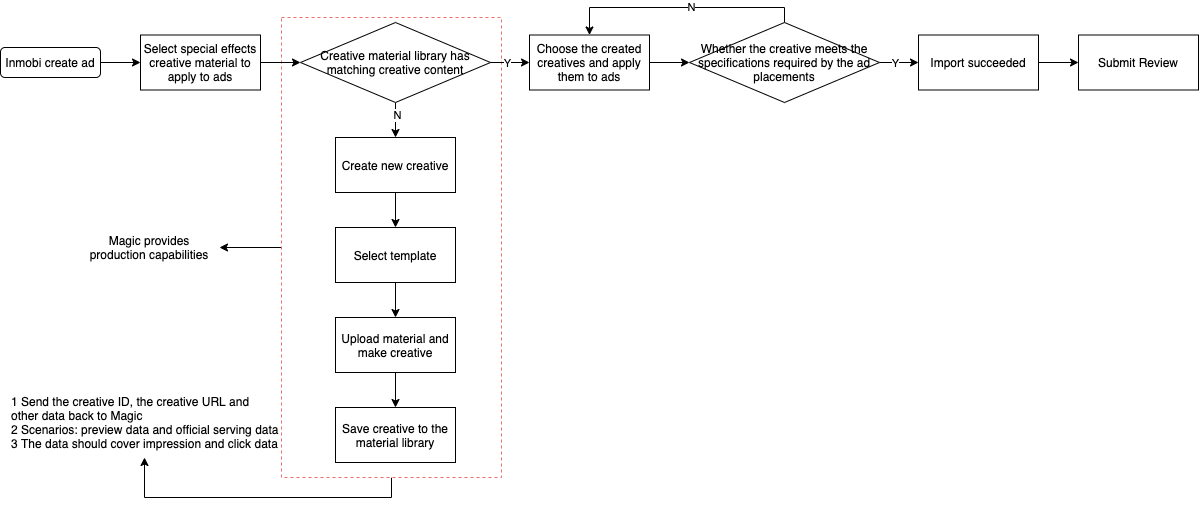 N
Inmobi create ad
Select special effects
creative material to
apply to ads
Creative material library has
matching creative content
Y
Choose the created
creatives and apply
them to ads
Whether the creative meets the
specifications required by the ad
placements
Y
Import succeeded
Submit Review
N
Create new creative
Magic provides
production capabilities
Select template
Upload material and
make creative
1 Send the creative ID, the creative URL and
other data back to Magic
2 Scenarios: preview data and official serving data
3 The data should cover impression and click data
Save creative to the
material library